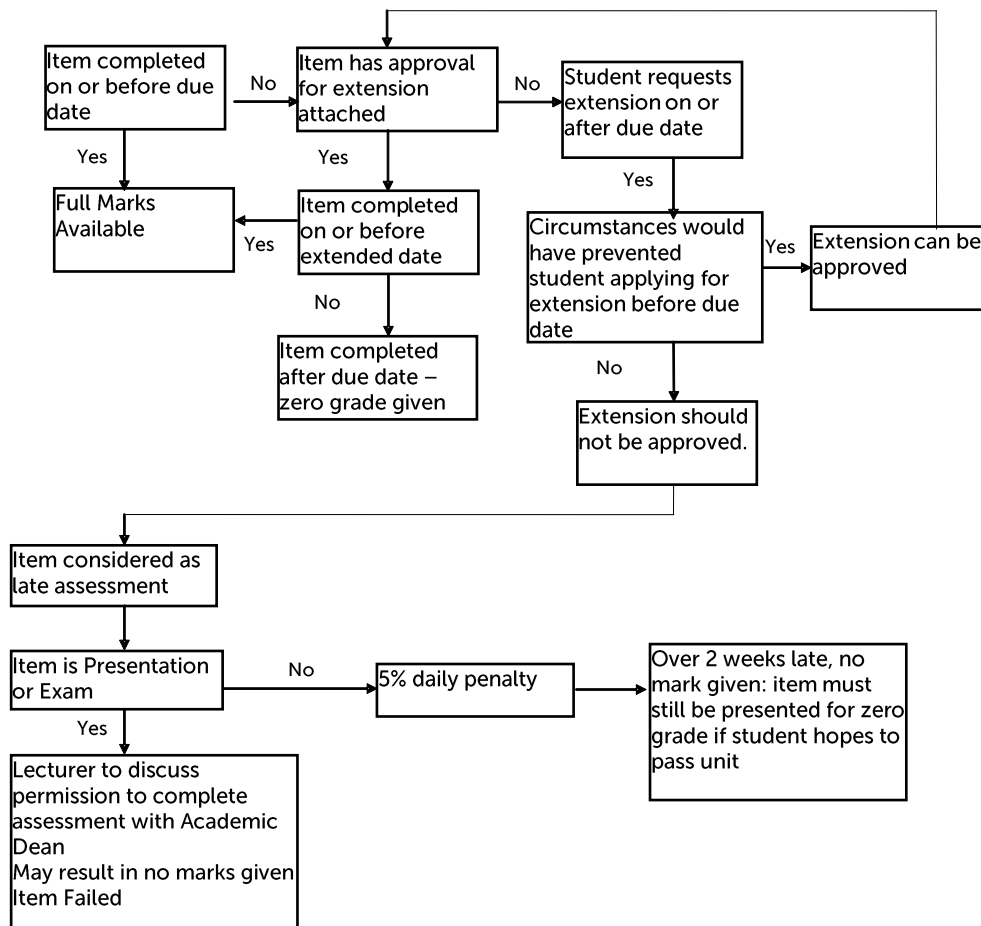 Item completed
on or before due
date
No
Item has approval
for extension
attached
No
Student requests
extension on or
after due date
Yes
Yes
Yes
Full Marks
Available
Yes
Item completed
on or before
extended date
Circumstances would
have prevented
student applying for
extension before due
date
Yes
Extension can be
approved
No
Item completed
after due date –
zero grade given
No
Extension should
not be approved.
Item considered as
late assessment
Item is Presentation
or Exam
No
5% daily penalty
Over 2 weeks late, no
mark given: item must
still be presented for zero
grade if student hopes to
pass unit
Yes
Lecturer to discuss
permission to complete
assessment with Academic
Dean
May result in no marks given
Item Failed